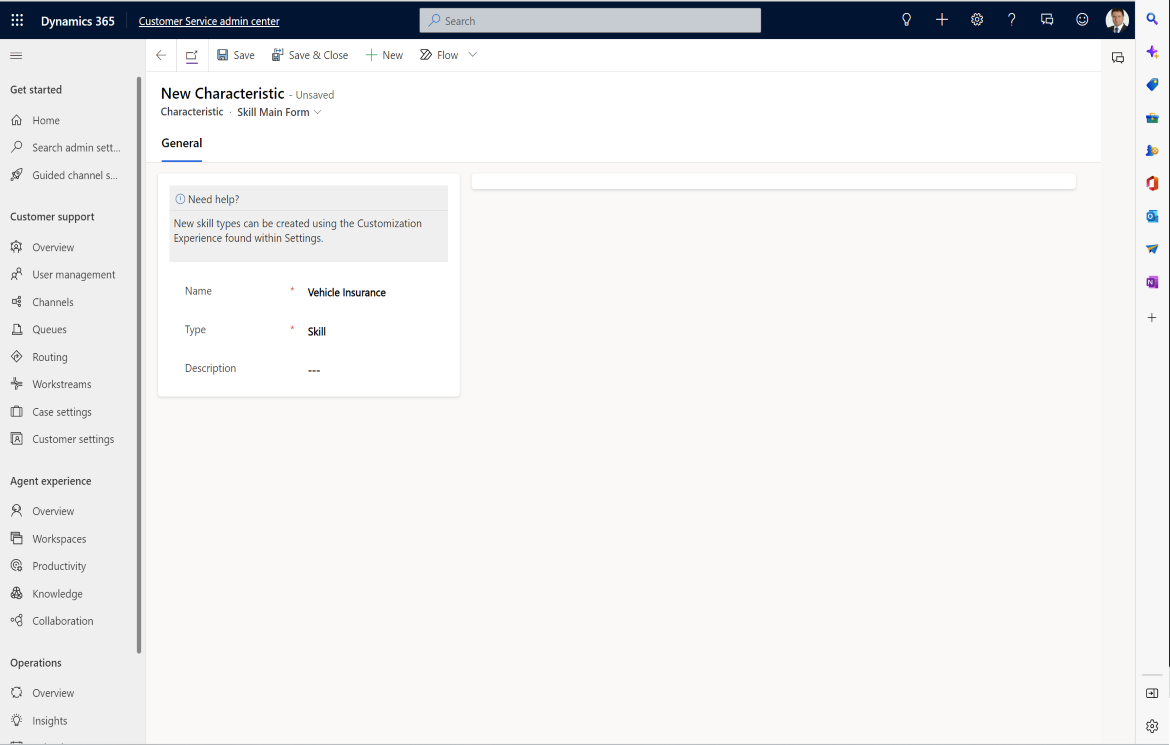 Dynamics 365
Customer Service admin center
Search
Save
Save & Close
New
Flow
Get started
Home
Search admin sett...
Guided channel s...
Customer support
Overview
User management
Channels
Queues
Routing
Workstreams
Case settings
Customer settings
Agent experience
Overview
Workspaces
Productivity
Knowledge
Collaboration
Operations
Overview
Insights
New Characteristic - Unsaved
Characteristic · Skill Main Form
General
Need help?
New skill types can be created using the Customization
Experience found within Settings.
Name * Vehicle Insurance
Type * Skill
Description ---